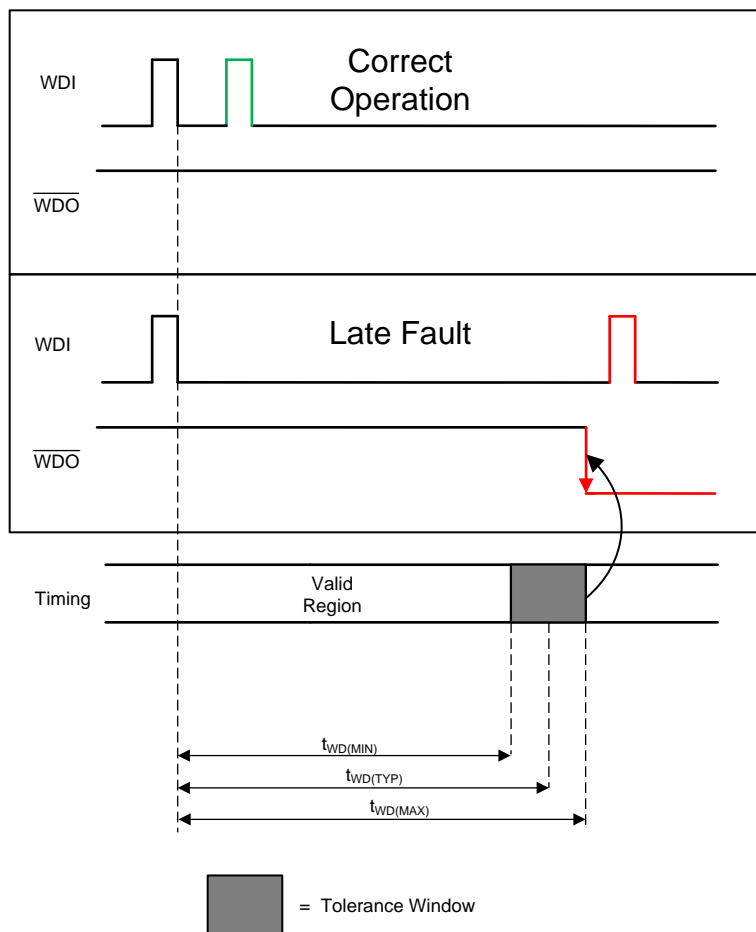 WDI
Correct
Operation
WDO
WDI
Late Fault
WDO
Timing
Valid
Region
tWD(MIN)
tWD(TYP)
tWD(MAX)
= Tolerance Window